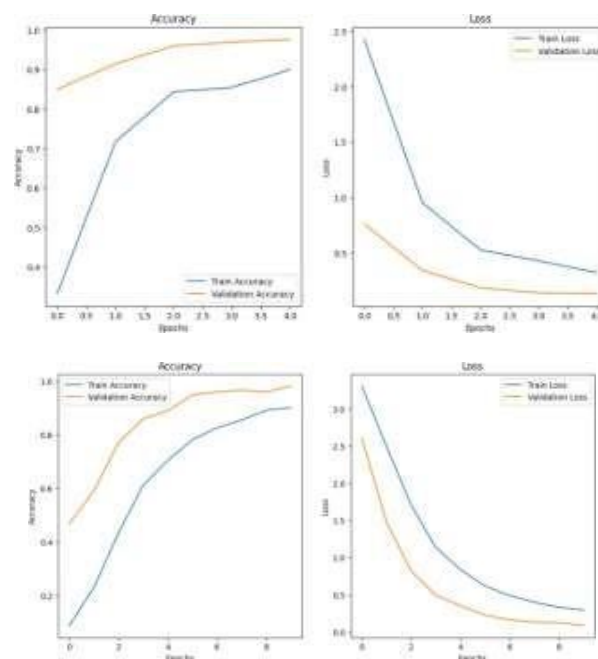 Accuracy
1.0
0.9
0.8
0.7
0.6
0.5
0.4
Accuracy
Train Accuracy
Validation Accuracy
0.0 0.5 1.0 1.5 2.0 2.5 3.0 3.5 4.0
Epochs
Loss
2.5
2.0
1.5
1.0
0.5
Loss
Train Loss
Validation Loss
0.0 0.5 1.0 1.5 2.0 2.5 3.0 3.5 4.0
Epochs
Accuracy
1.0
0.8
0.6
0.4
0.2
Accuracy
Train Accuracy
Validation Accuracy
0 2 4 6 8
Epochs
Loss
3.0
2.5
2.0
1.5
1.0
0.5
0.0
Loss
Train Loss
Validation Loss
0 2 4 6 8
Epochs